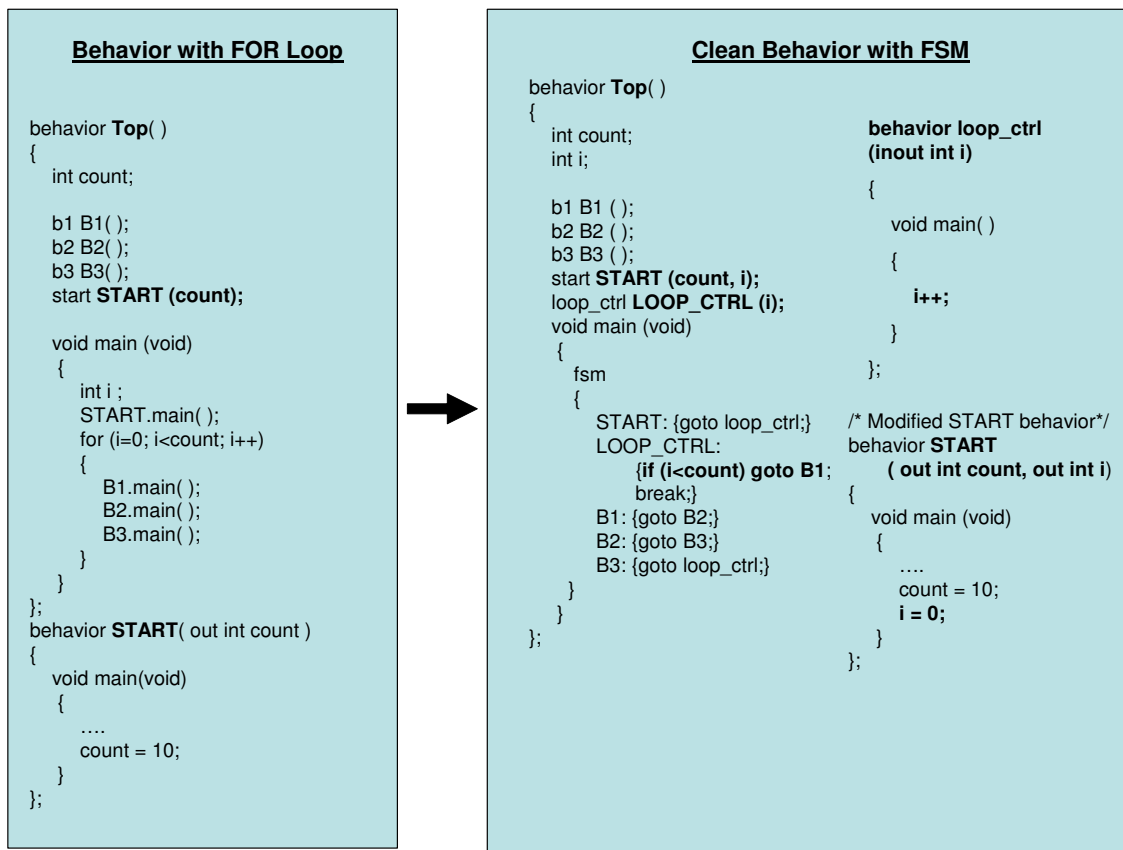 Behavior with FOR Loop
behavior Top( )
{
int count;
b1 B1( );
b2 B2( );
b3 B3( );
start START (count);
void main (void)
{
int i ;
START.main( );
for (i=0; i<count; i++)
{
B1.main( );
B2.main( );
B3.main( );
}
}
};
behavior START( out int count )
{
void main(void)
{
….
count = 10;
}
};
Clean Behavior with FSM
behavior Top( )
{
int count;
int i;
b1 B1 ( );
b2 B2 ( );
b3 B3 ( );
start START (count, i);
loop_ctrl LOOP_CTRL (i);
void main (void)
{
fsm
{
START: {goto loop_ctrl;}
LOOP_CTRL:
{if (i<count) goto B1;
break;}
B1: {goto B2;}
B2: {goto B3;}
B3: {goto loop_ctrl;}
}
}
};
behavior loop_ctrl
(inout int i)
{
void main( )
{
i++;
}
};
/* Modified START behavior*/
behavior START
( out int count, out int i)
{
void main (void)
{
….
count = 10;
i = 0;
}
};